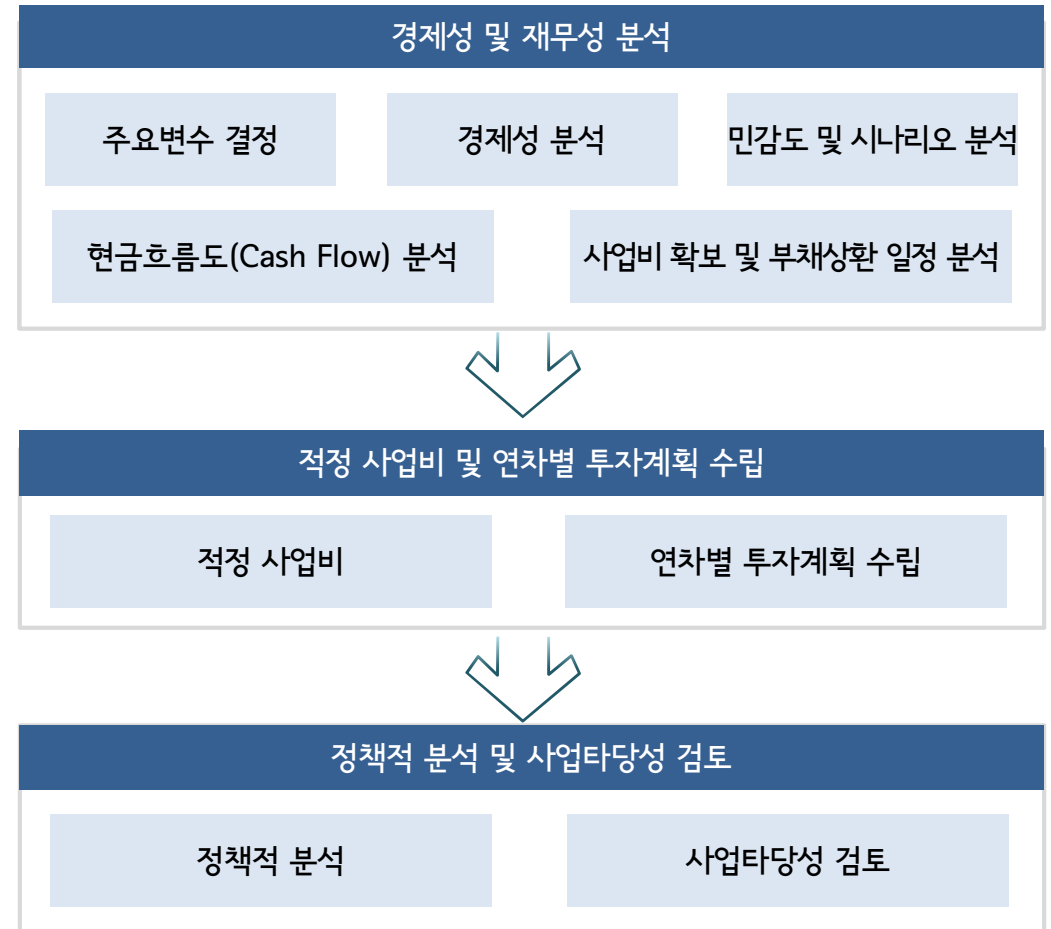 경제성 및 재무성 분석
주요변수 결정
경제성 분석
민감도 및 시나리오 분석
현금흐름도(Cash Flow) 분석
사업비 확보 및 부채상환 일정 분석
적정 사업비 및 연차별 투자계획 수립
적정 사업비
연차별 투자계획 수립
정책적 분석 및 사업타당성 검토
정책적 분석
사업타당성 검토